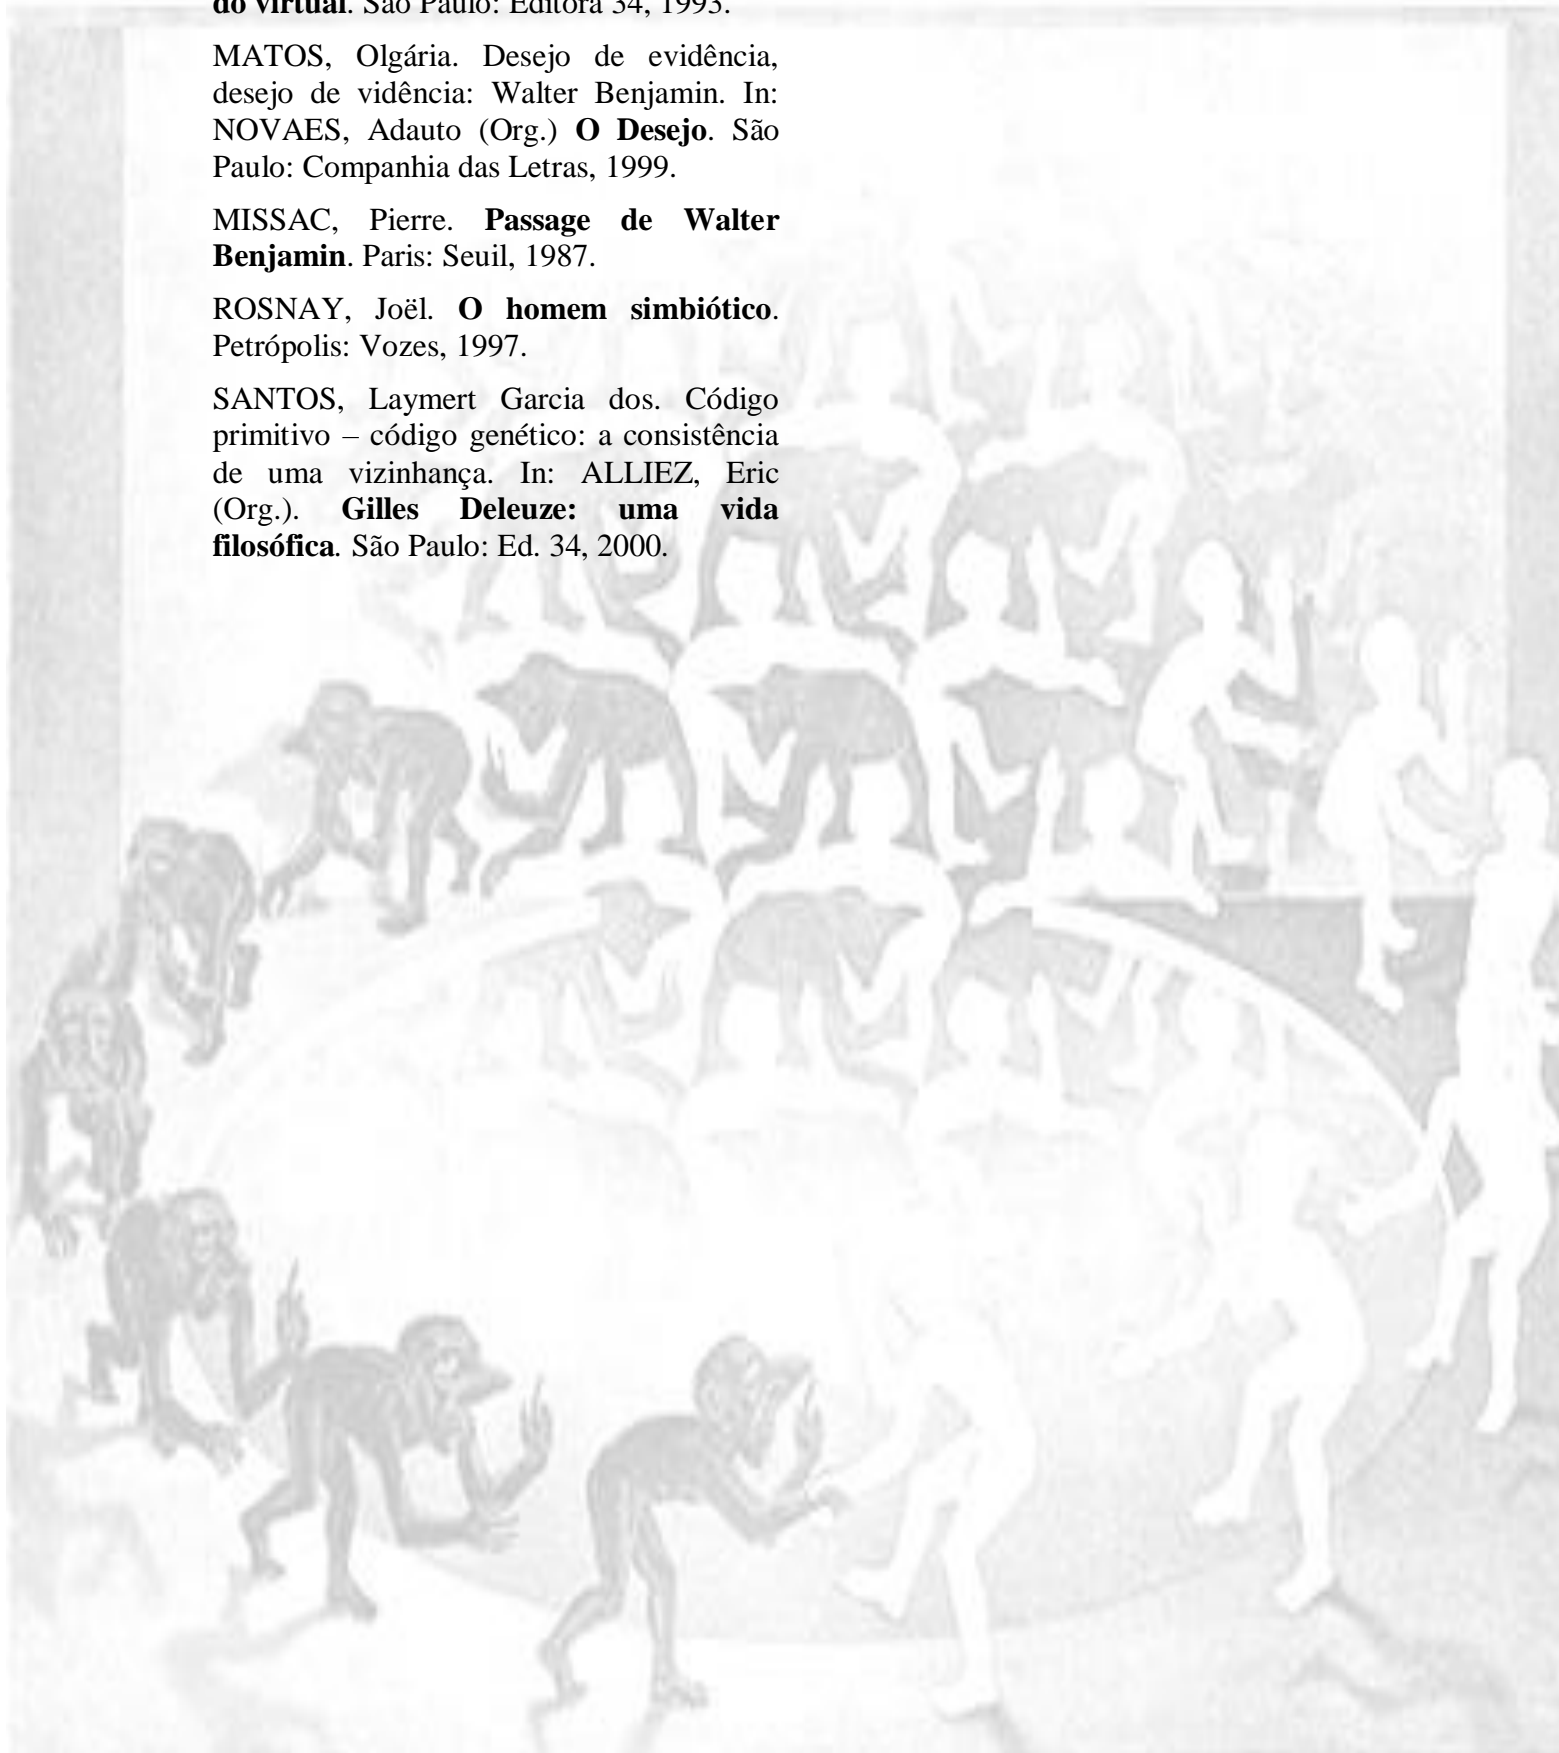 do virtual. São Paulo: Editora 34, 1993.
MATOS, Olgária. Desejo de evidência,
desejo de vidência: Walter Benjamin. In:
NOVAES, Adauto (Org.) O Desejo. São
Paulo: Companhia das Letras, 1999.
MISSAC, Pierre. Passage de Walter
Benjamin. Paris: Seuil, 1987.
ROSNAY, Joël. O homem simbiótico.
Petrópolis: Vozes, 1997.
SANTOS, Laymert Garcia dos. Código
primitivo – código genético: a consistência
de uma vizinhança. In: ALLIEZ, Eric
(Org.). Gilles Deleuze: uma vida
filosófica. São Paulo: Ed. 34, 2000.